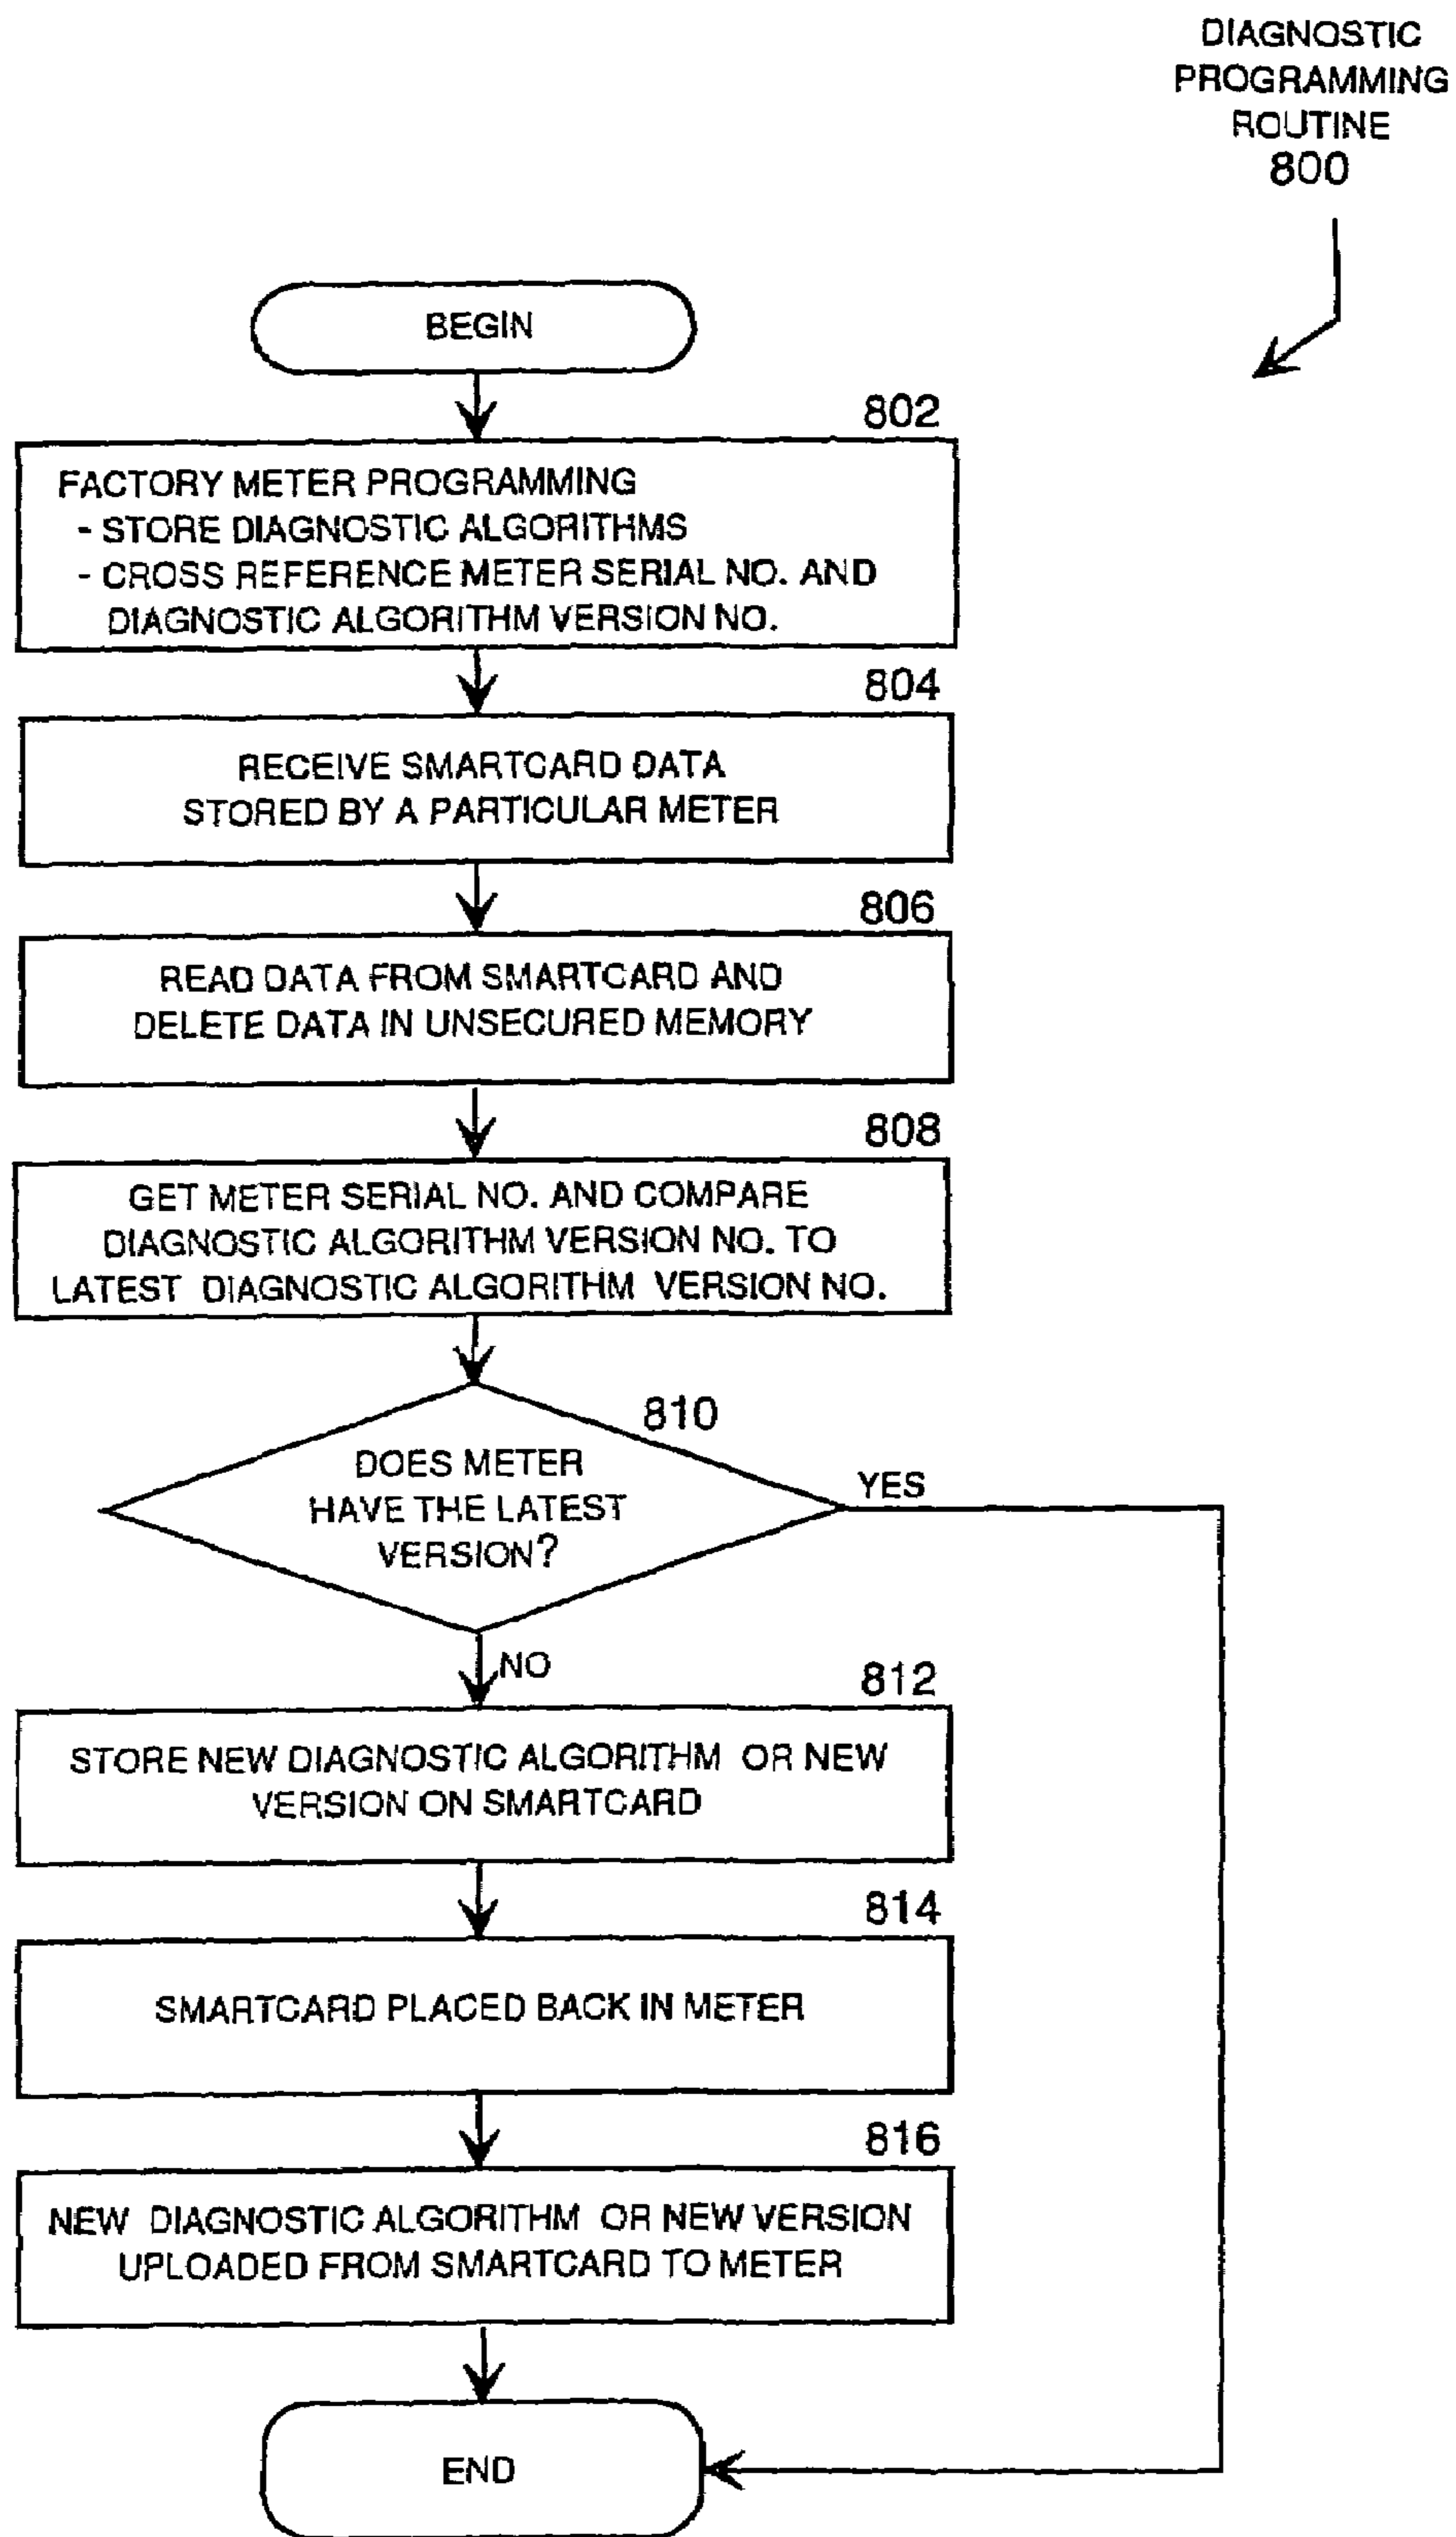 DIAGNOSTIC
PROGRAMMING
ROUTINE
800
BEGIN
802
FACTORY METER PROGRAMMING
- STORE DIAGNOSTIC ALGORITHMS
- CROSS REFERENCE METER SERIAL NO. AND
DIAGNOSTIC ALGORITHM VERSION NO.
804
RECEIVE SMARTCARD DATA
STORED BY A PARTICULAR METER
806
READ DATA FROM SMARTCARD AND
DELETE DATA IN UNSECURED MEMORY
808
GET METER SERIAL NO. AND COMPARE
DIAGNOSTIC ALGORITHM VERSION NO. TO
LATEST DIAGNOSTIC ALGORITHM VERSION NO.
810
DOES METER
HAVE THE LATEST
VERSION?
YES
NO
812
STORE NEW DIAGNOSTIC ALGORITHM OR NEW
VERSION ON SMARTCARD
814
SMARTCARD PLACED BACK IN METER
816
NEW DIAGNOSTIC ALGORITHM OR NEW VERSION
UPLOADED FROM SMARTCARD TO METER
END